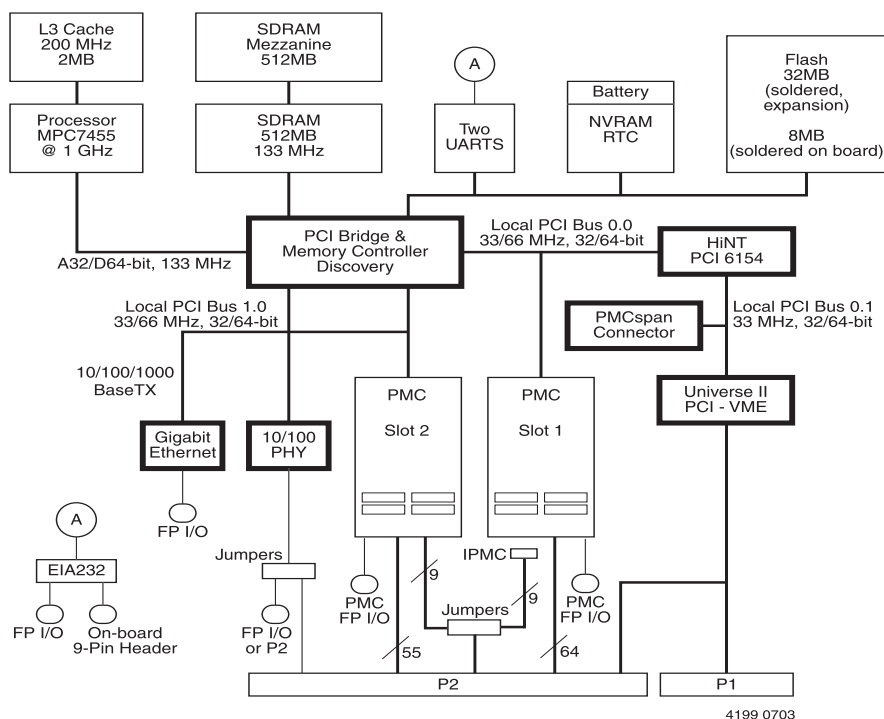 L3 Cache
200 MHz
2MB
SDRAM
Mezzanine
512MB
A
Flash
32MB
(soldered,
expansion)
8MB
(soldered on board)
Processor
MPC7455
@ 1 GHz
SDRAM
512MB
133 MHz
Two
UARTS
Battery
NVRAM
RTC
PCI Bridge &
Memory Controller
Discovery
Local PCI Bus 0.0
33/66 MHz, 32/64-bit
HiNT
PCI 6154
A32/D64-bit, 133 MHz
Local PCI Bus 1.0
33/66 MHz, 32/64-bit
PMCspan
Connector
Local PCI Bus 0.1
33 MHz, 32/64-bit
10/100/1000
BaseTX
PMC
Slot 2
PMC
Slot 1
Universe II
PCI - VME
Gigabit
Ethernet
10/100
PHY
FP I/O
A
EIA232
FP I/O
On-board
9-Pin Header
Jumpers
FP I/O
or P2
PMC
FP I/O
9
IPMC
9
Jumpers
PMC
FP I/O
55
64
P2
P1
4199 0703